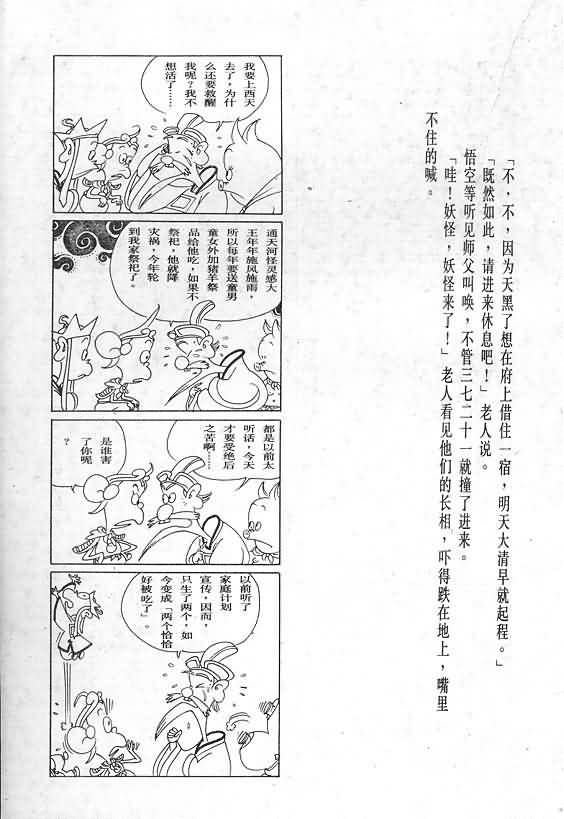 「不，不，因为天黑了想在府上借住一宿，明天大清早就起程。」
「既然如此，请进来休息吧！」老人说。
悟空等听见师父叫唤，不管三七二十一就撞了进来。
「哇！妖怪，妖怪来了！」老人看见他们的长相，吓得跌在地上，嘴里
不住的喊。
我要上西天
去了，为什
么还要救醒
我呢？我不
想活了……
通天河怪灵感大
王年年施风施雨，
所以每年要送童男
童女外加猪羊祭
品给他吃，如果不
祭祀，他就降
灾祸，今年轮
到我家祭祀了。
都是以前太
听话，今天
才要受绝后
之苦啊……
是谁害
了你呢
？
以前听了
家庭计划
宣传，因而，
只生了两个，如
今变成「两个恰恰
好被吃了」。